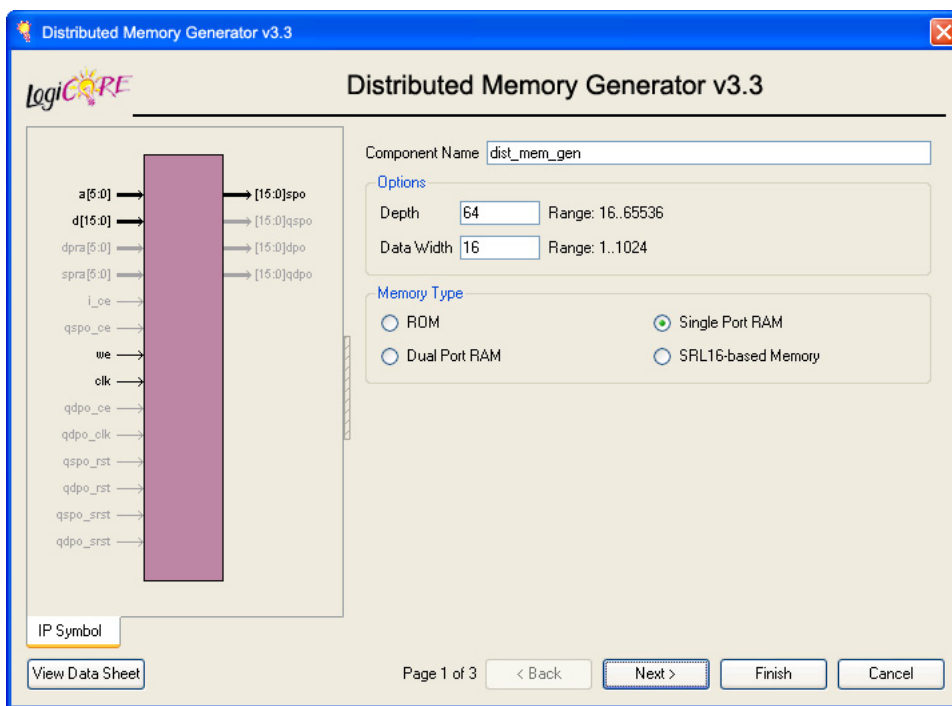 Distributed Memory Generator v3.3
LogiCORE
Distributed Memory Generator v3.3
a[5:0]
d[15:0]
dpra[5:0]
spra[5:0]
i_ce
qspo_ce
we
clk
qdpo_ce
qdpo_clk
qspo_rst
qdpo_rst
qspo_srst
qdpo_srst
[15:0]spo
[15:0]qspo
[15:0]dpo
[15:0]qdpo
IP Symbol
Component Name dist_mem_gen
Options
Depth 64 Range: 16..65536
Data Width 16 Range: 1..1024
Memory Type
ROM Single Port RAM
Dual Port RAM SRL16-based Memory
View Data Sheet Page 1 of 3 < Back Next > Finish Cancel